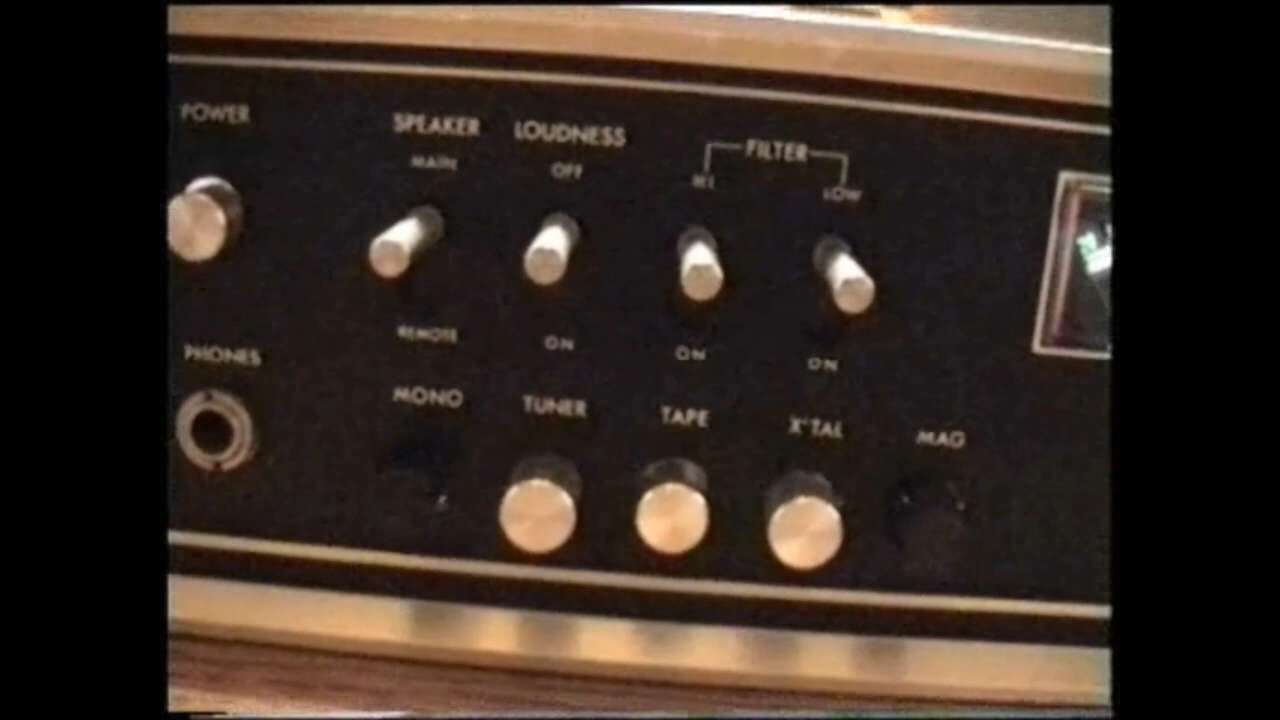 POWER
SPEAKER
LOUDNESS
FILTER
MAIN
OFF
HI
LOW
REMOTE
ON
ON
ON
PHONES
MONO
TUNER
TAPE
X'TAL
MAG